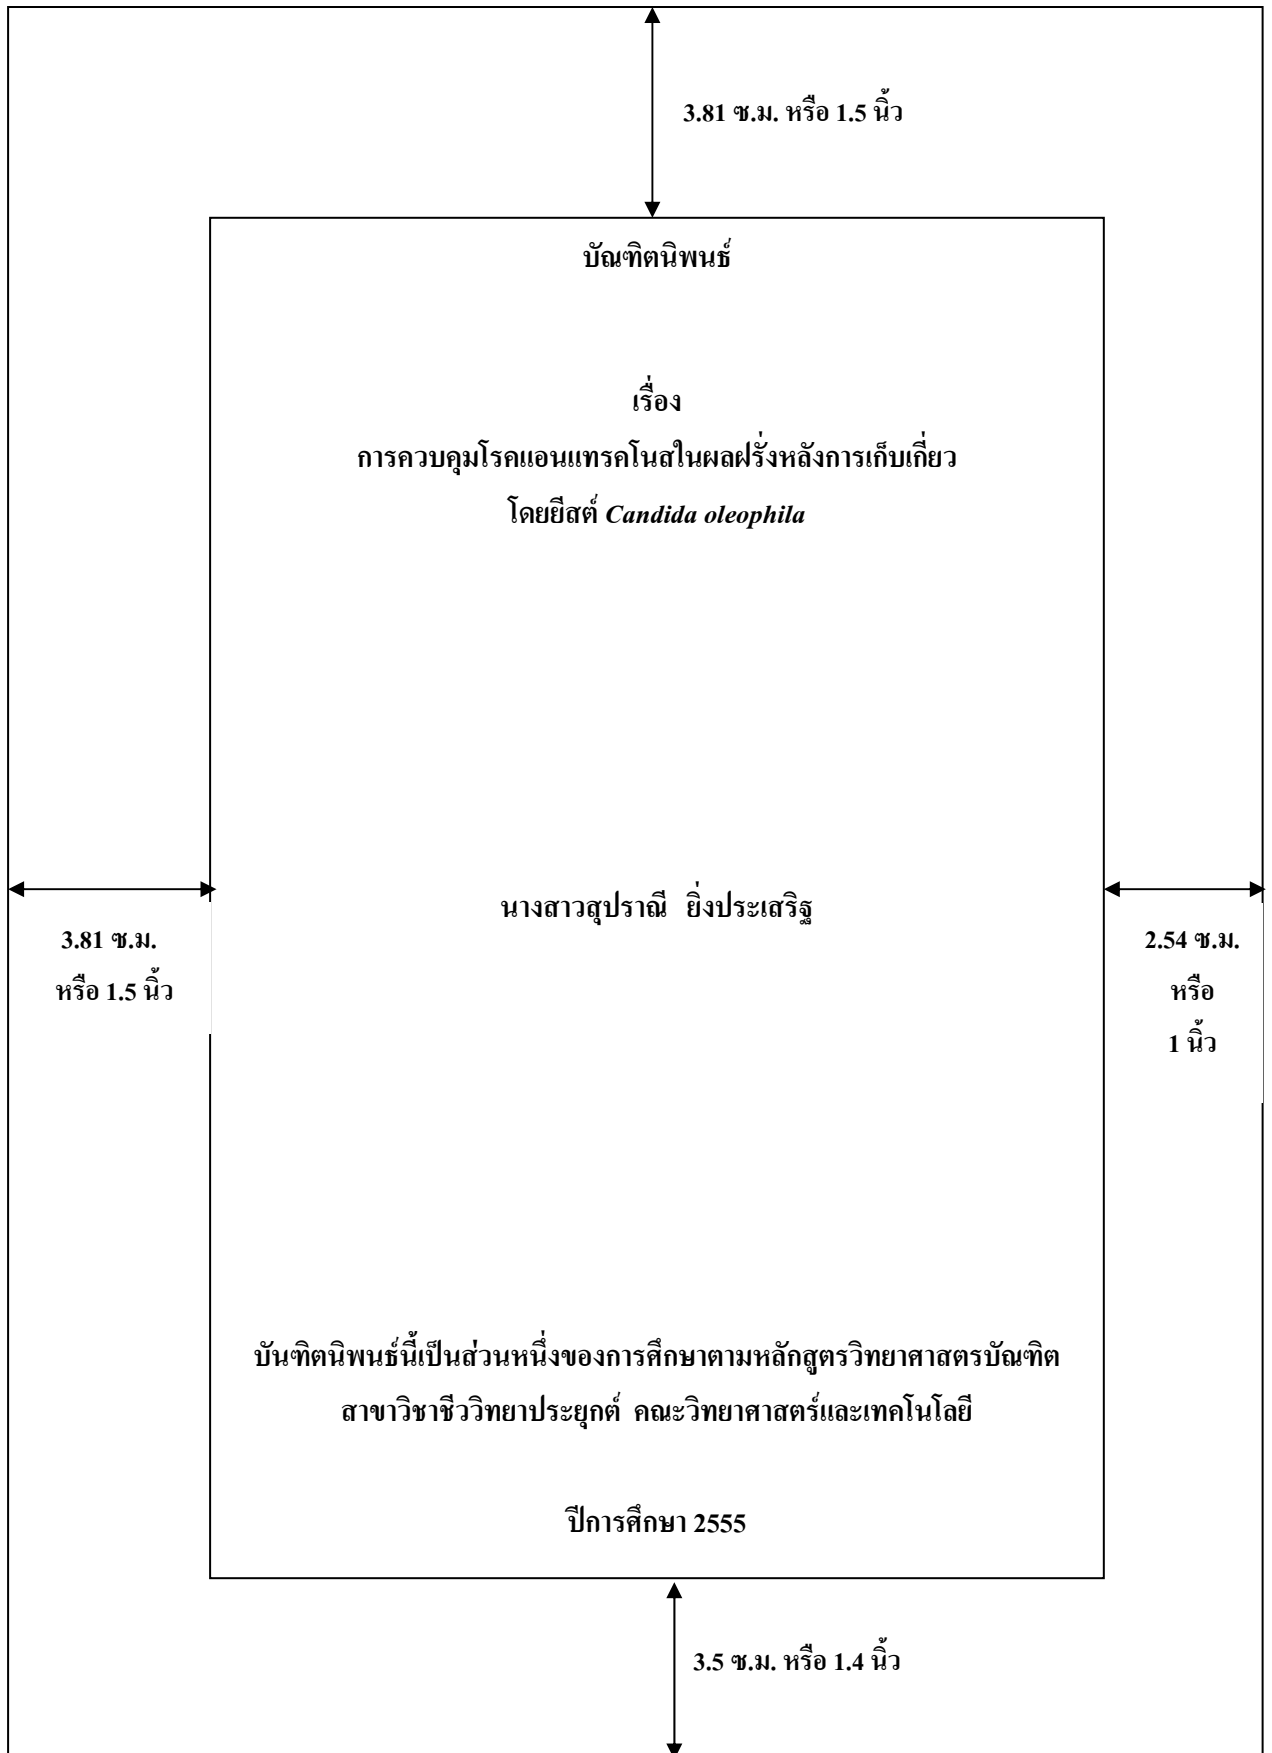 3.81 ซ.ม. หรือ 1.5 นิ้ว
บัณฑิตนิพนธ์
เรื่อง
การควบคุมโรคแอนแทรคโนสในผลฝรั่งหลังการเก็บเกี่ยว
โดยยีสต์ Candida oleophila
นางสาวสุปราณี ยิ่งประเสริฐ
3.81 ซ.ม.
หรือ 1.5 นิ้ว
2.54 ซ.ม.
หรือ
1 นิ้ว
บันฑิตนิพนธ์นี้เป็นส่วนหนึ่งของการศึกษาตามหลักสูตรวิทยาศาสตรบัณฑิต
สาขาวิชาชีววิทยาประยุกต์ คณะวิทยาศาสตร์และเทคโนโลยี
ปีการศึกษา 2555
3.5 ซ.ม. หรือ 1.4 นิ้ว